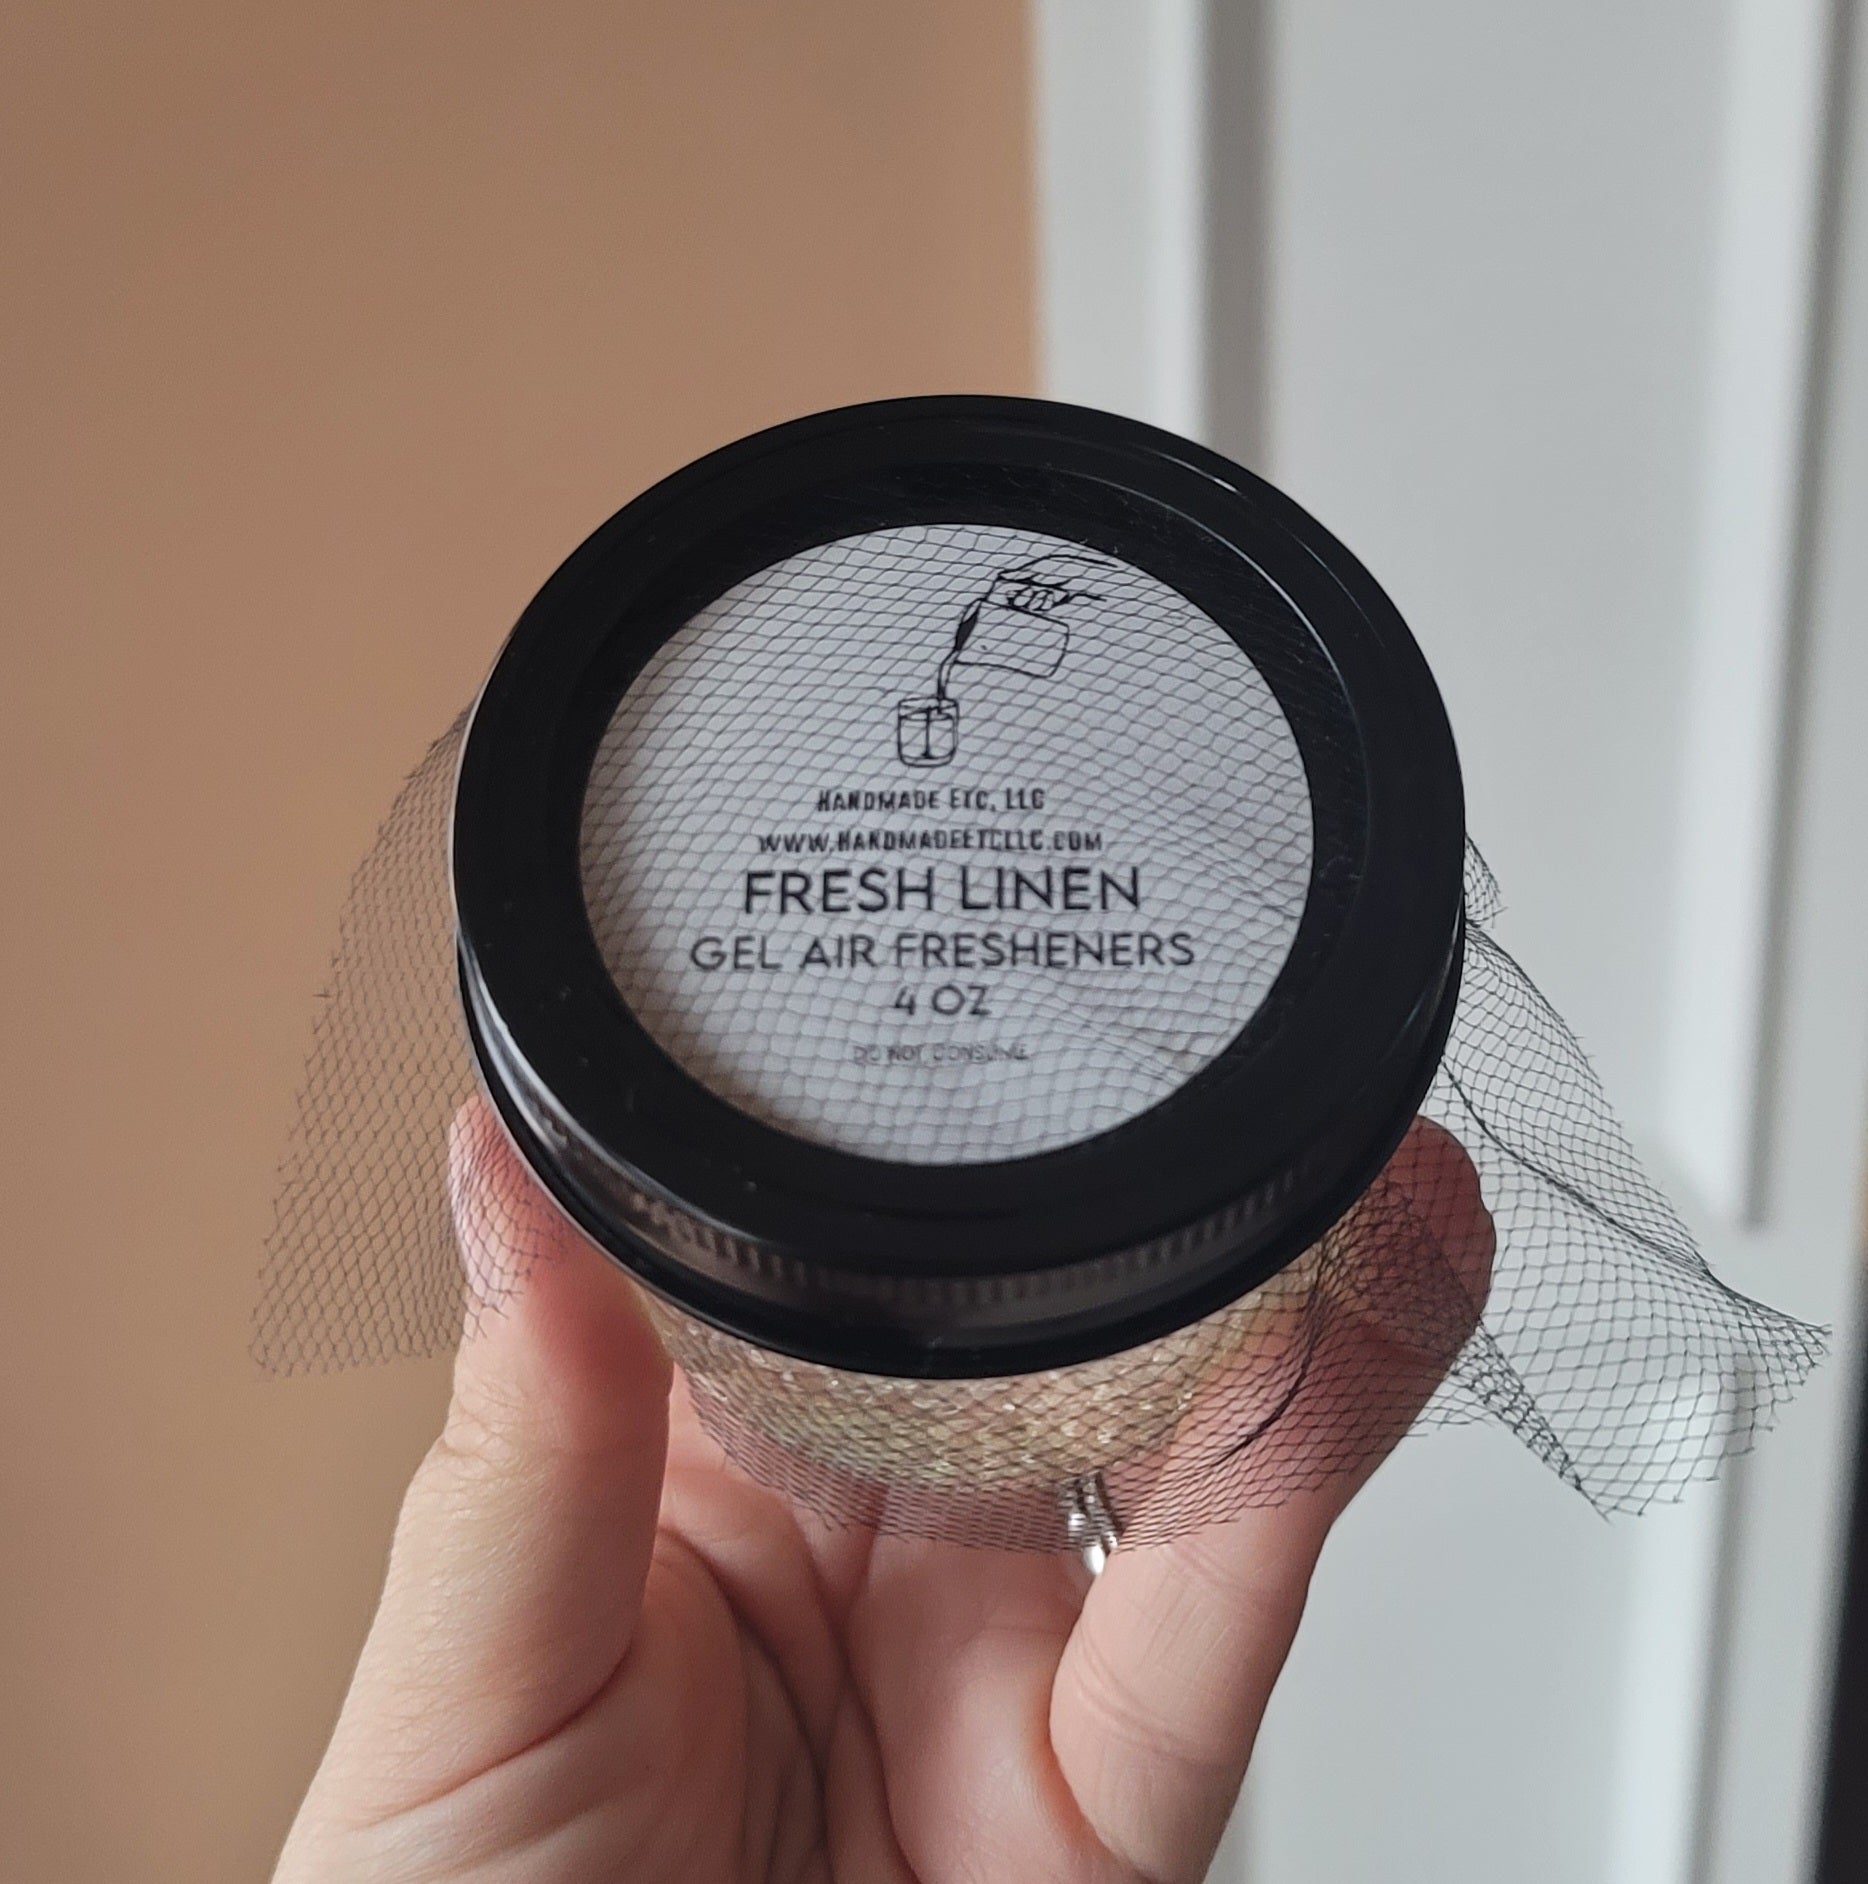 HANDMADE ETC, LLC
WWW.HANDMADEETCLLC.COM
FRESH LINEN
GEL AIR FRESHENERS
4 OZ
DO NOT CONSUME